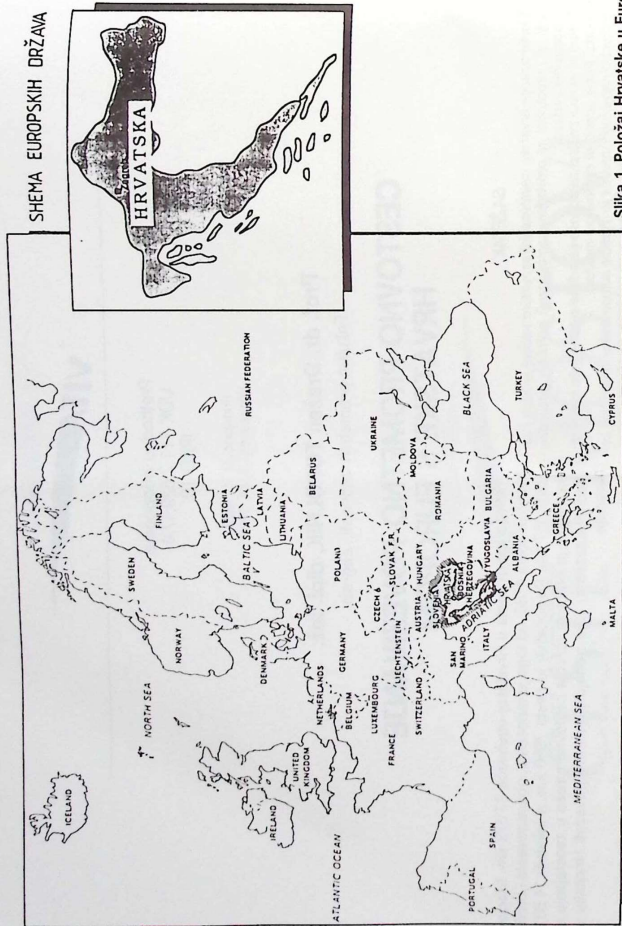 SHEMA EUROPSKIH DRŽAVA
Zagreb
HRVATSKA
ICELAND
NORTH SEA
NORWAY
SWEDEN
FINLAND
RUSSIAN FEDERATION
ESTONIA
LATVIA
LITHUANIA
BALTIC SEA
DENMARK
IRELAND
UNITED
KINGDOM
NETHERLANDS
BELGIUM
LUXEMBOURG
GERMANY
POLAND
BELARUS
UKRAINE
CZECH
SLOVAK F.R.
LIECHTENSTEIN
SWITZERLAND
AUSTRIA
HUNGARY
MOLDOVA
ROMANIA
FRANCE
ATLANTIC OCEAN
SLOVENIA
HRVATSKA
BOSNIA
HERZEGOVINA
YUGOSLAVIA
BULGARIA
BLACK SEA
SAN
MARINO
ITALY
ADRIATIC SEA
ALBANIA
GREECE
TURKEY
PORTUGAL
SPAIN
MEDITERRANEAN SEA
MALTA
CYPRUS
Slika 1. Položaj Hrvatske u